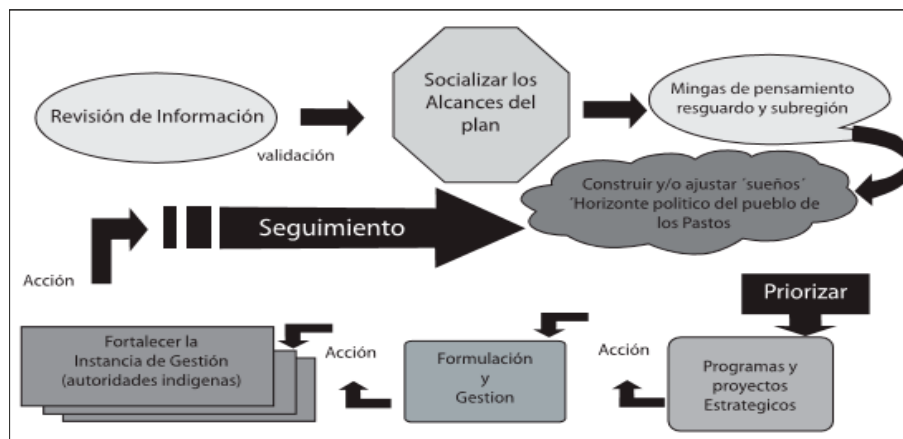 Revisión de Información
validación
Socializar los
Alcances del
plan
Mingas de pensamiento
resguardo y subregión
Construir y/o ajustar ´sueños´
´Horizonte politico del pueblo de
los Pastos
Seguimiento
Acción
Priorizar
Programas y
proyectos
Estrategicos
Acción
Formulación
y
Gestion
Acción
Fortalecer la
Instancia de Gestión
(autoridades indigenas)